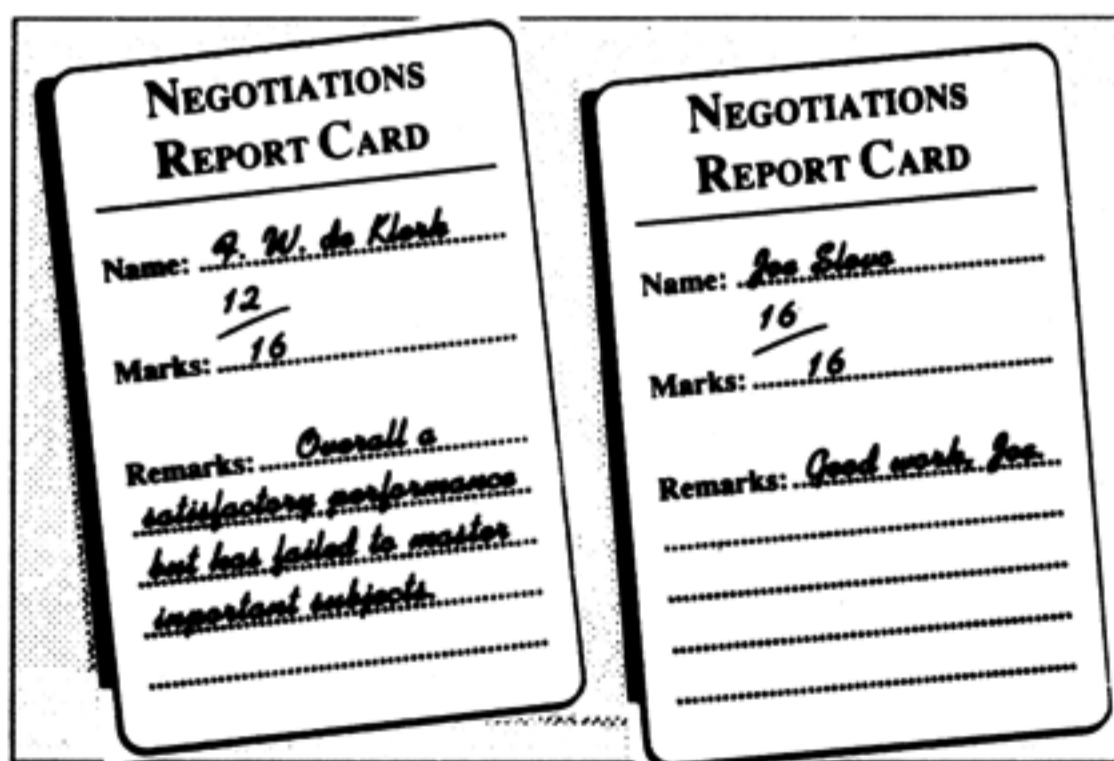 NEGOTIATIONS
REPORT CARD
Name: F. W. de Klerk
12
Marks: 16
Remarks: Overall a
satisfactory performance
but has failed to master
inportant subjects.
NEGOTIATIONS
REPORT CARD
Name: Joe Slovo
16
Marks: 16
Remarks: Good work, Joe.